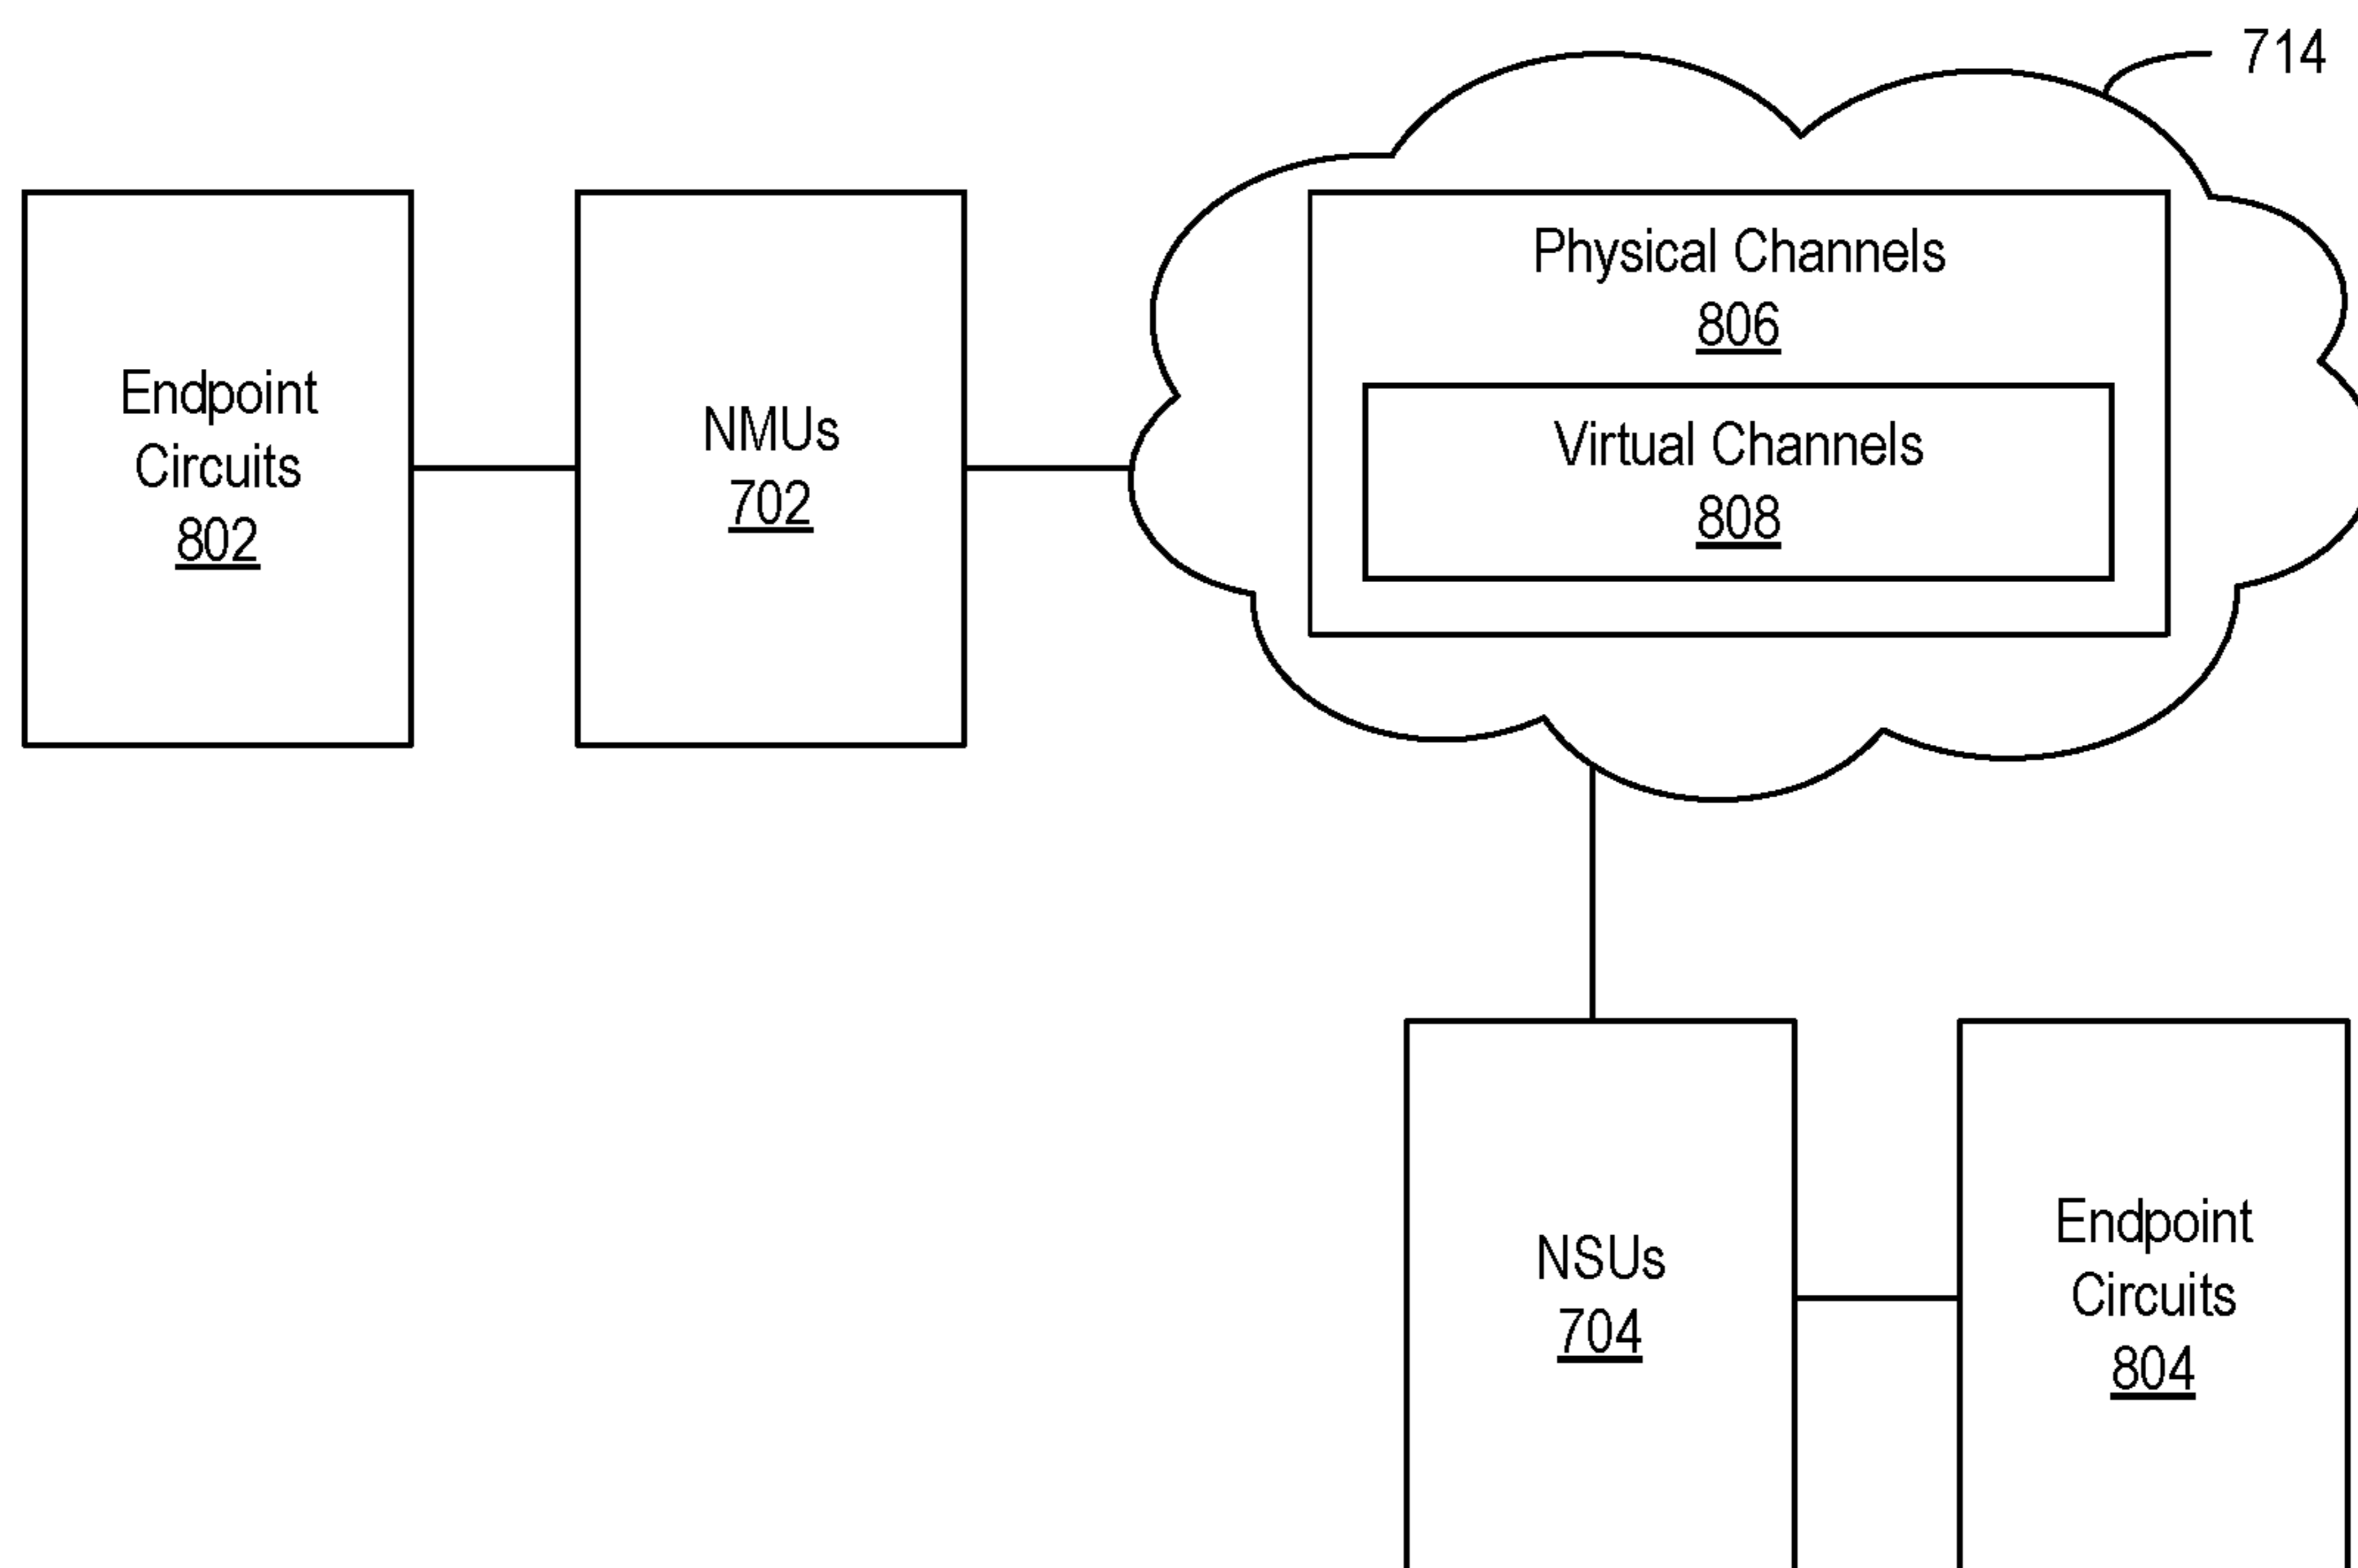 714
Physical Channels
806
Virtual Channels
808
Endpoint
Circuits
802
NMUs
702
NSUs
704
Endpoint
Circuits
804